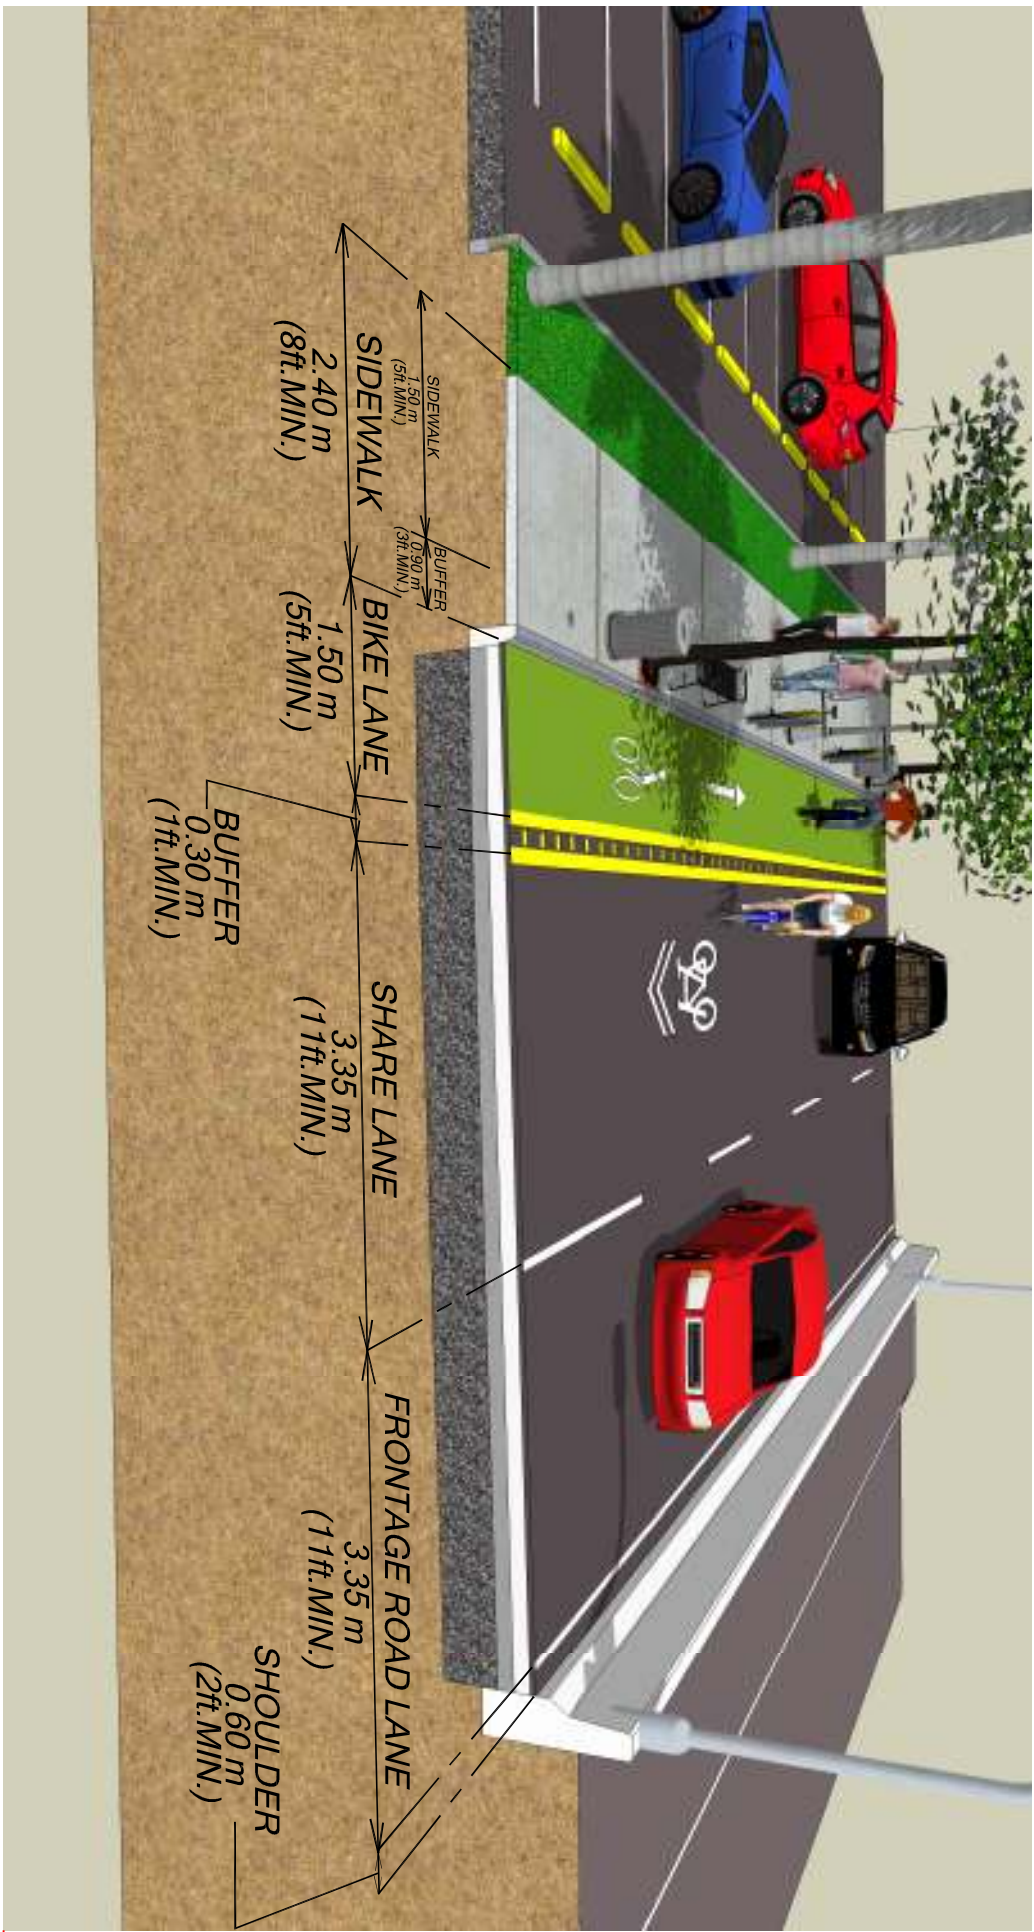 SIDEWALK
1.50 m
(5ft.MIN.)
BUFFER
0.90 m
(3ft.MIN.)
SIDEWALK
2.40 m
(8ft.MIN.)
BIKE LANE
1.50 m
(5ft.MIN.)
BUFFER
0.30 m
(1ft.MIN.)
SHARE LANE
3.35 m
(11ft.MIN.)
FRONTAGE ROAD LANE
3.35 m
(11ft.MIN.)
SHOULDER
0.60 m
(2ft.MIN.)